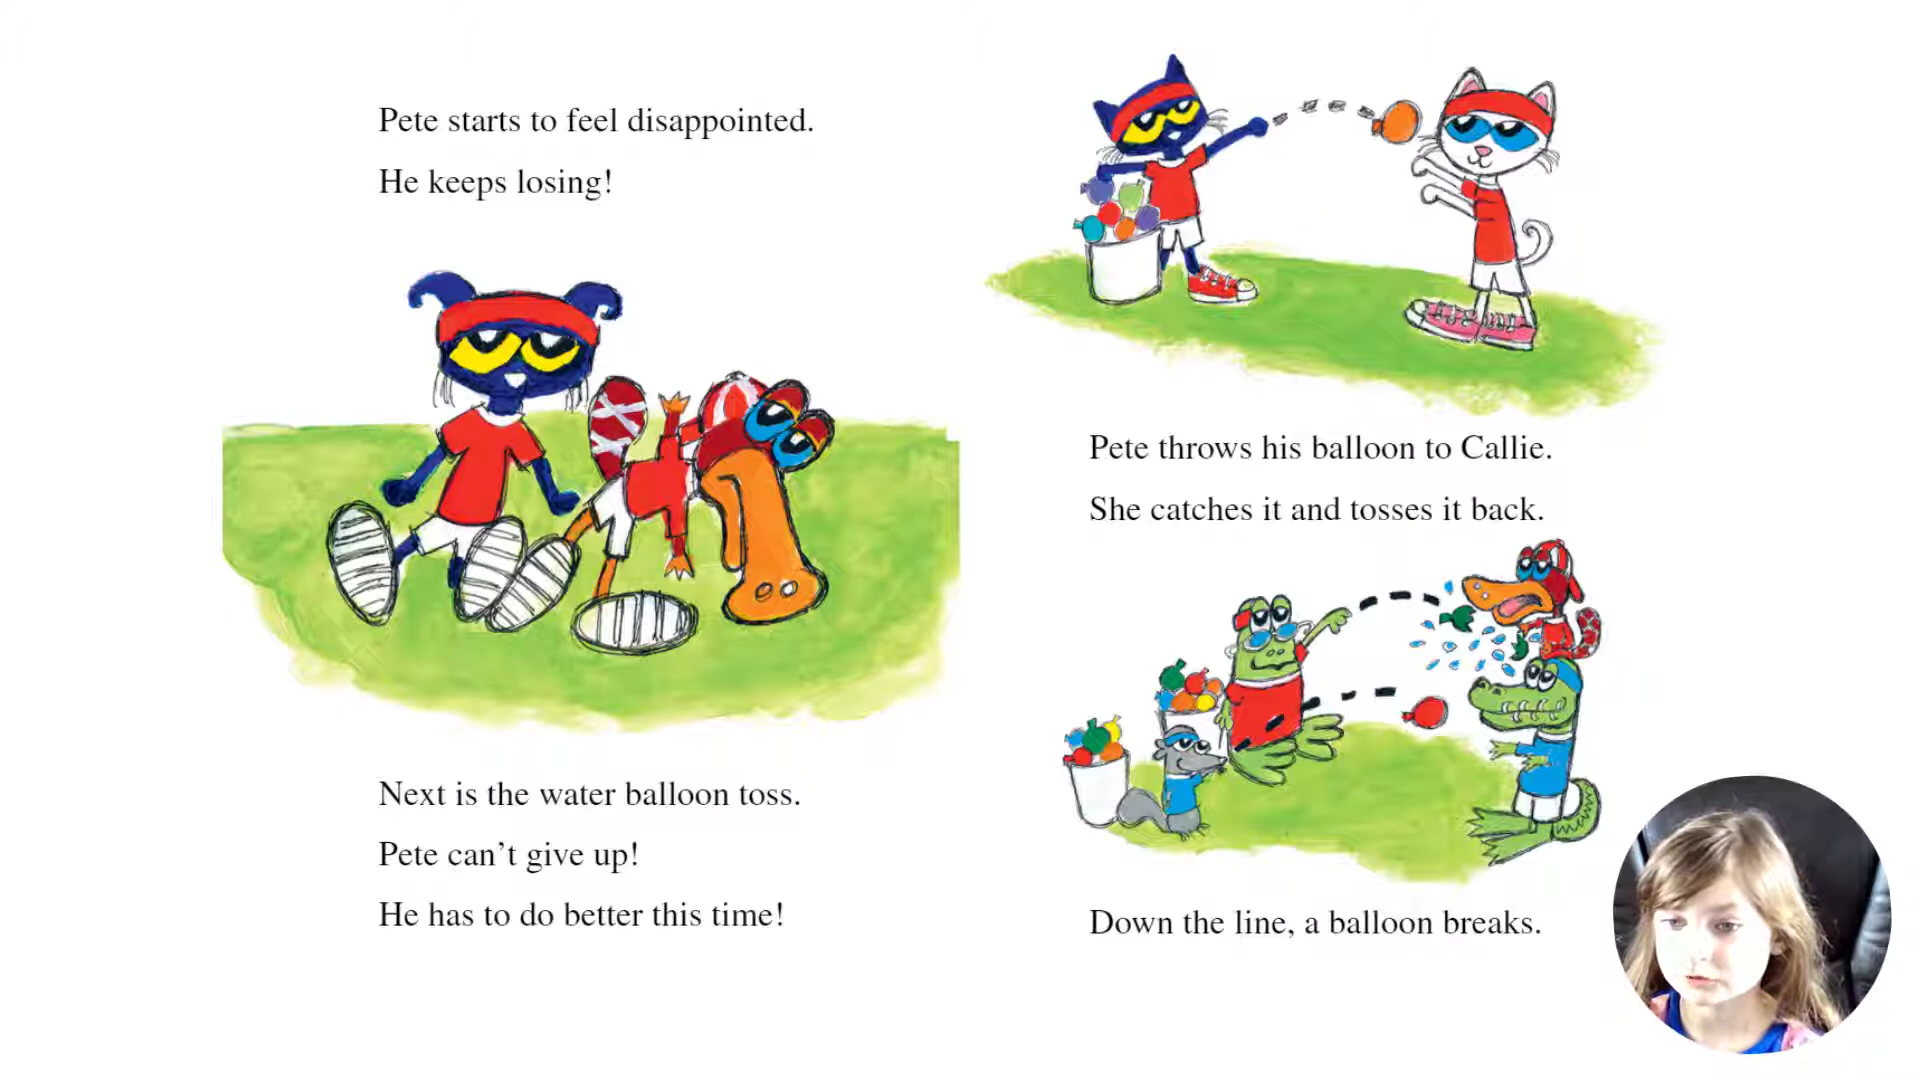 Pete starts to feel disappointed.
He keeps losing!
Next is the water balloon toss.
Pete can’t give up!
He has to do better this time!
Pete throws his balloon to Callie.
She catches it and tosses it back.
Down the line, a balloon breaks.